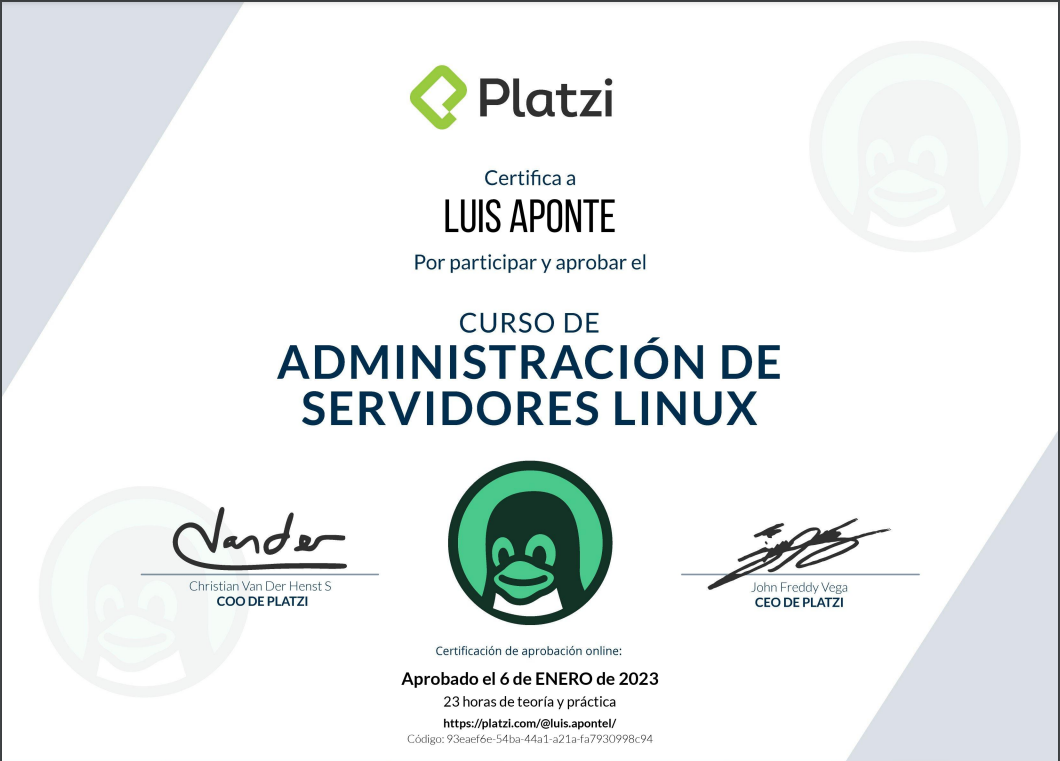 Platzi
Certifica a
LUIS APONTE
Por participar y aprobar el
CURSO DE
ADMINISTRACIÓN DE
SERVIDORES LINUX
Vander
Christian Van Der Henst S
COO DE PLATZI
John Freddy Vega
CEO DE PLATZI
Certificación de aprobación online:
Aprobado el 6 de ENERO de 2023
23 horas de teoría y práctica
https://platzi.com/@luis.apontel/
Código: 93eaef6e-54ba-44a1-a21a-fa7930998c94